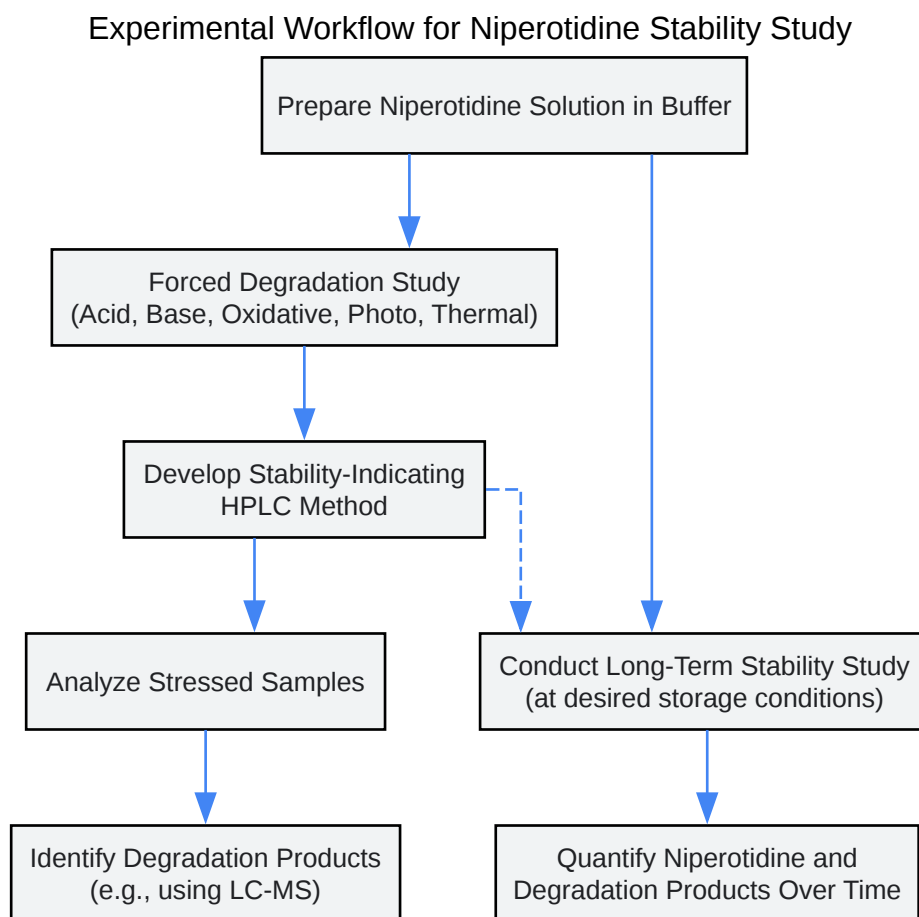 Experimental Workflow for Niperotidine Stability Study
Prepare Niperotidine Solution in Buffer
Forced Degradation Study
(Acid, Base, Oxidative, Photo, Thermal)
Develop Stability-Indicating
HPLC Method
Analyze Stressed Samples
Conduct Long-Term Stability Study
(at desired storage conditions)
Identify Degradation Products
(e.g., using LC-MS)
Quantify Niperotidine and
Degradation Products Over Time